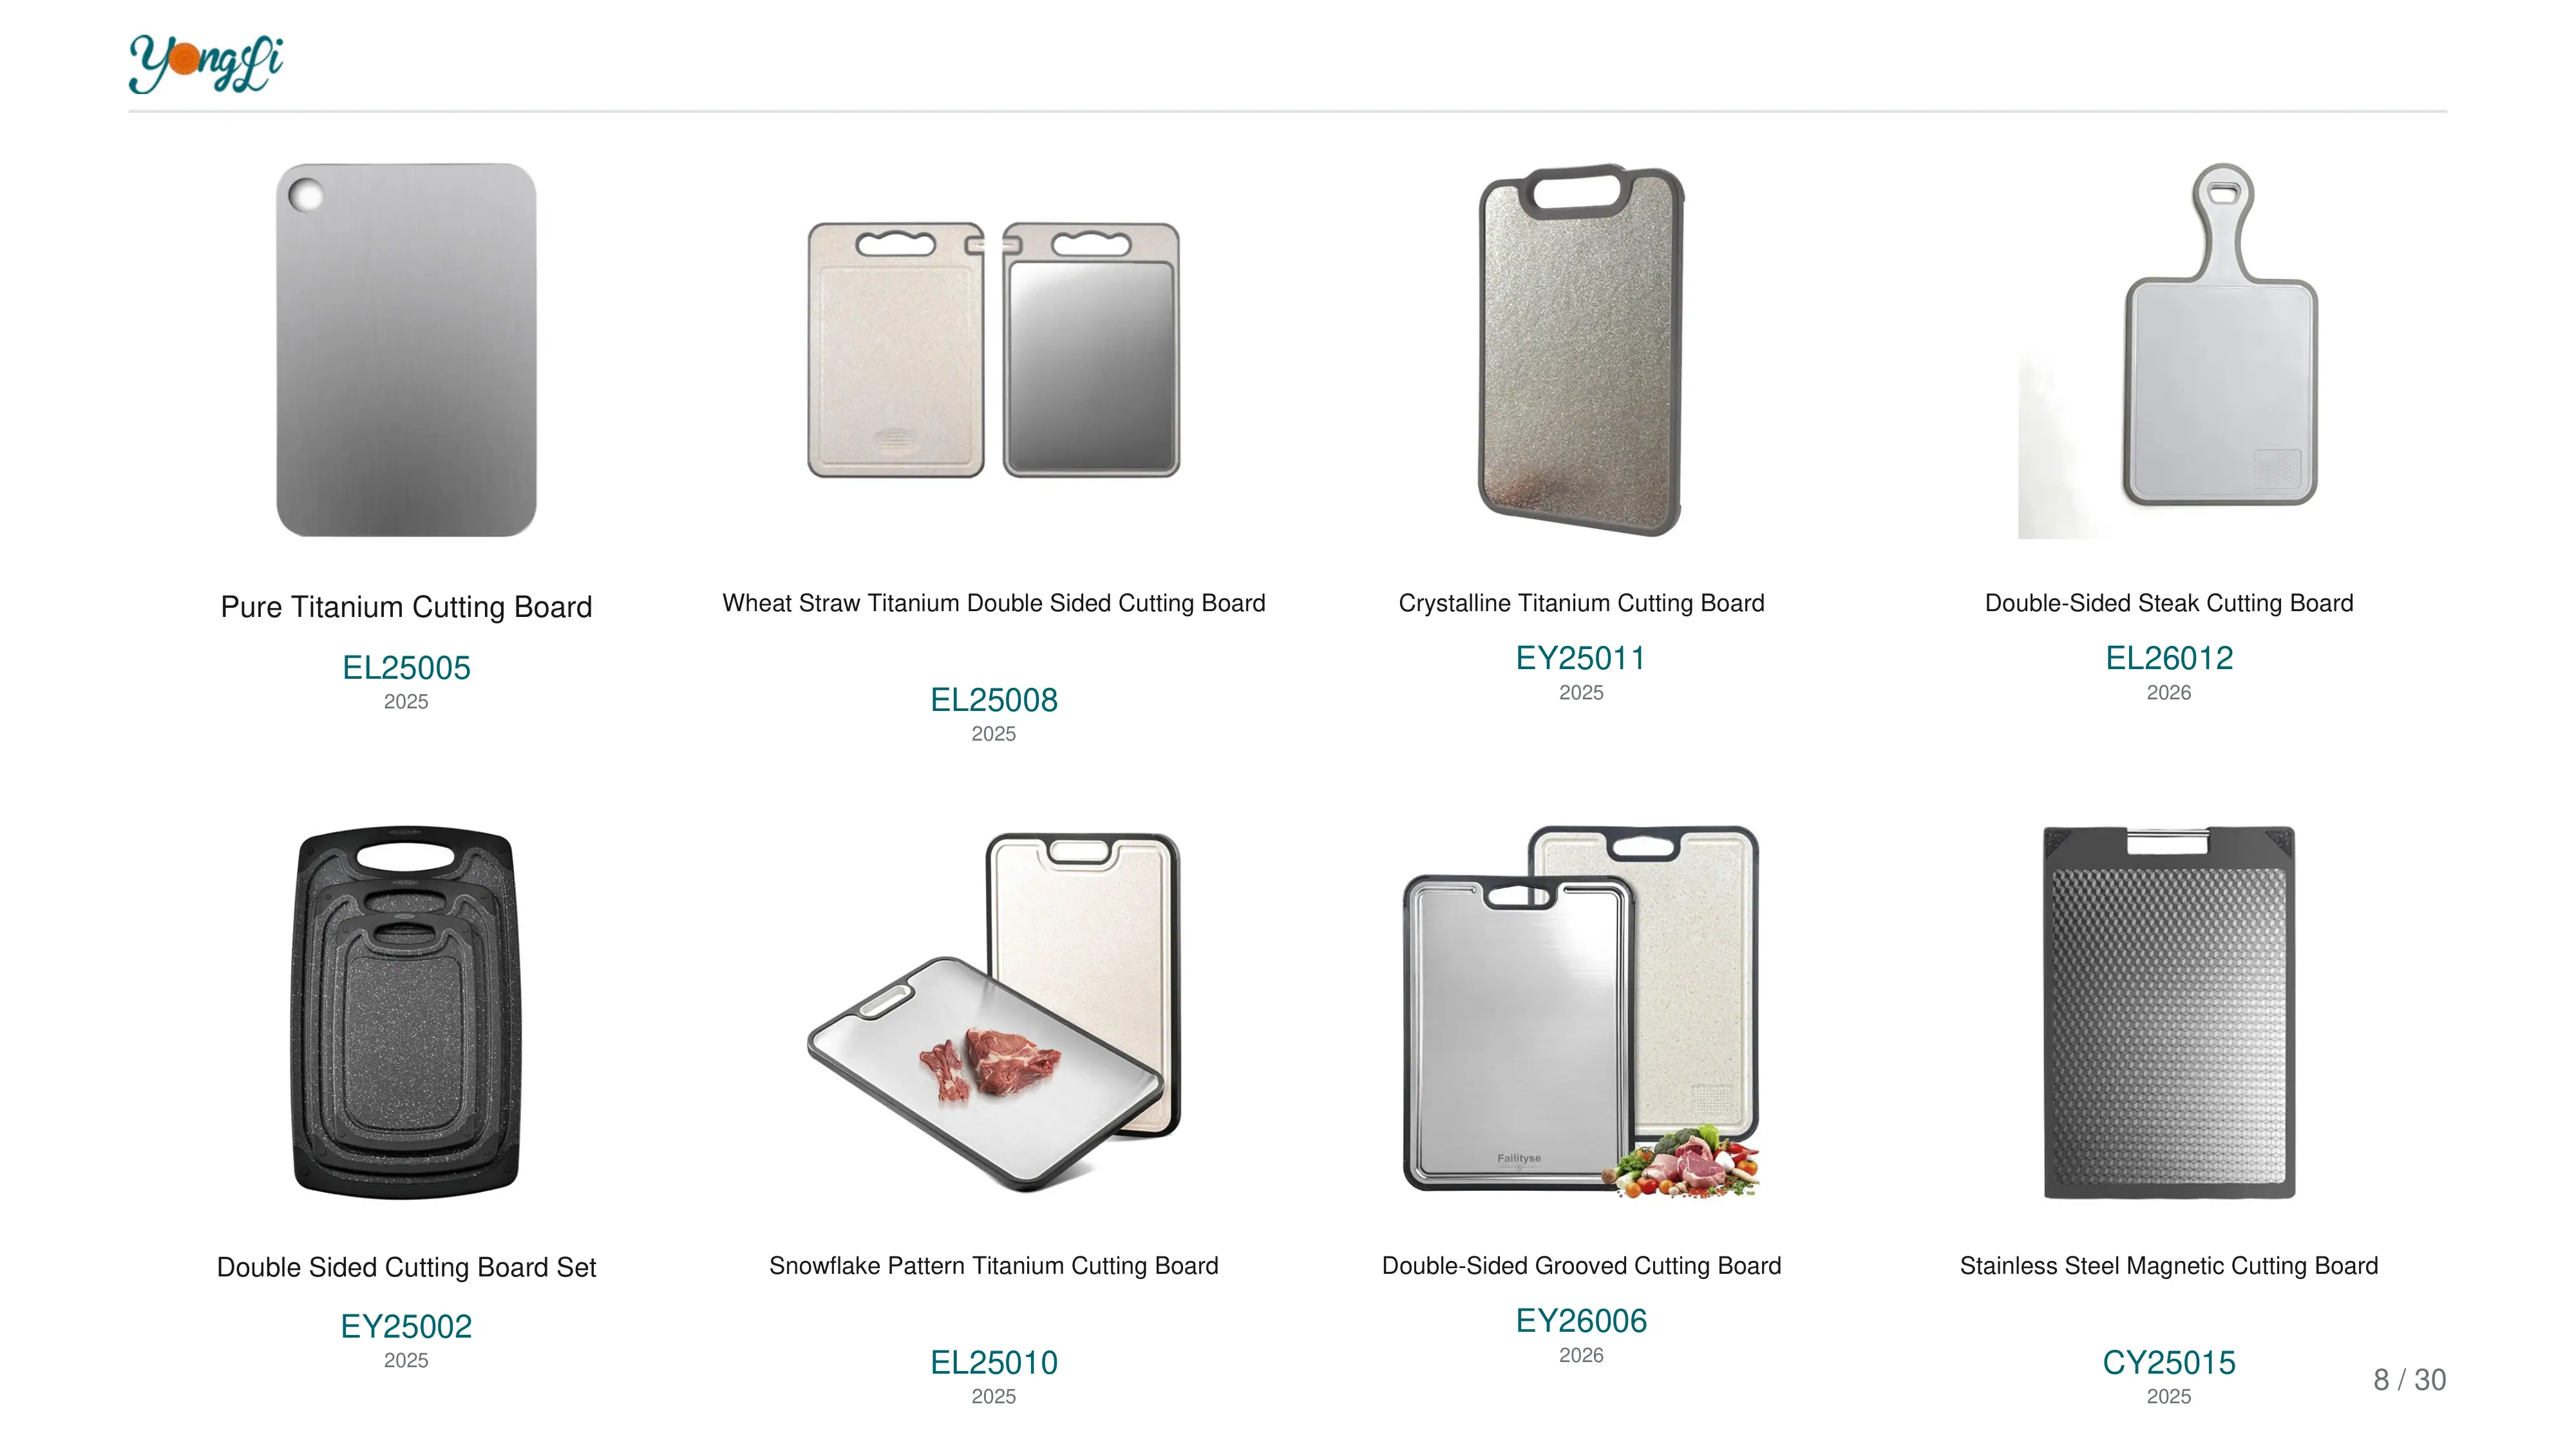 YongLi
Pure Titanium Cutting Board
EL25005
2025
Wheat Straw Titanium Double Sided Cutting Board
EL25008
2025
Crystalline Titanium Cutting Board
EY25011
2025
Double-Sided Steak Cutting Board
EL26012
2026
Failityse
Double Sided Cutting Board Set
EY25002
2025
Snowflake Pattern Titanium Cutting Board
EL25010
2025
Double-Sided Grooved Cutting Board
EY26006
2026
Stainless Steel Magnetic Cutting Board
CY25015
2025
8 / 30